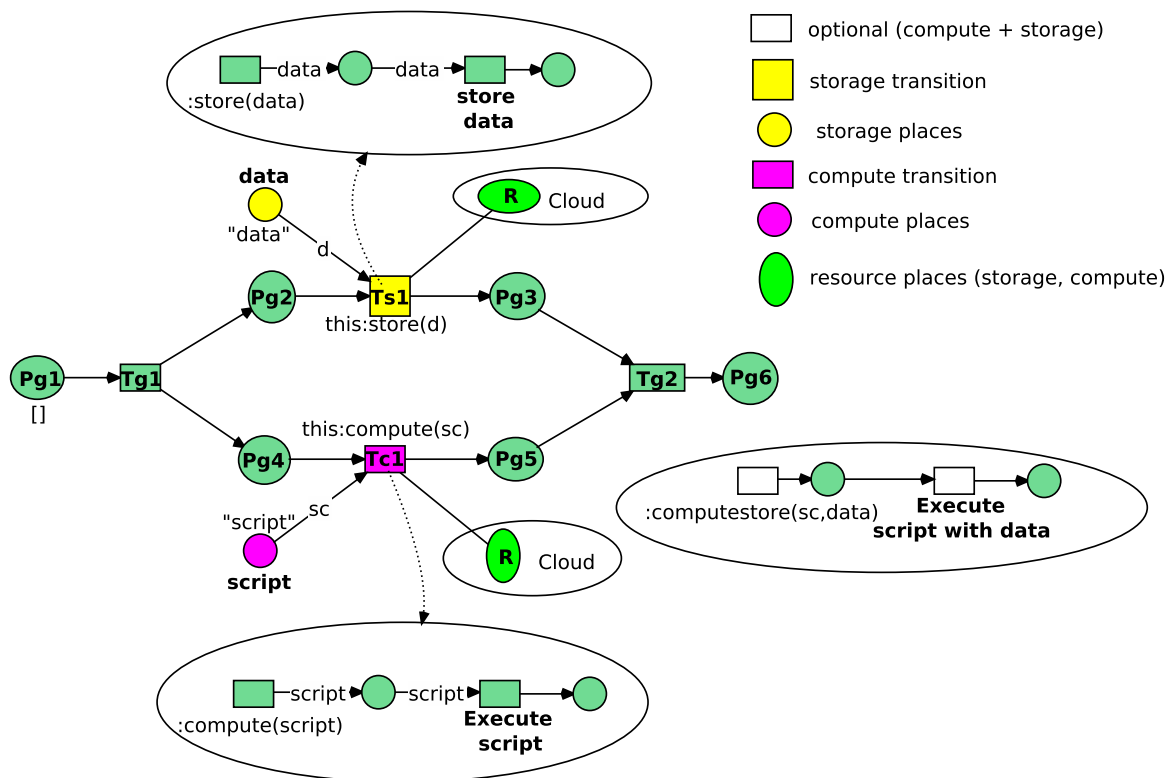 data
data
:store(data)
store
data
data
"data"
d
R
Cloud
Pg2
Ts1
Pg3
this:store(d)
Pg1
[]
Tg1
Tg2
Pg6
this:compute(sc)
Pg4
Tc1
Pg5
"script"
sc
script
R
Cloud
script
script
:compute(script)
Execute
script
:computestore(sc,data)
Execute
script with data
optional (compute + storage)
storage transition
storage places
compute transition
compute places
resource places (storage, compute)